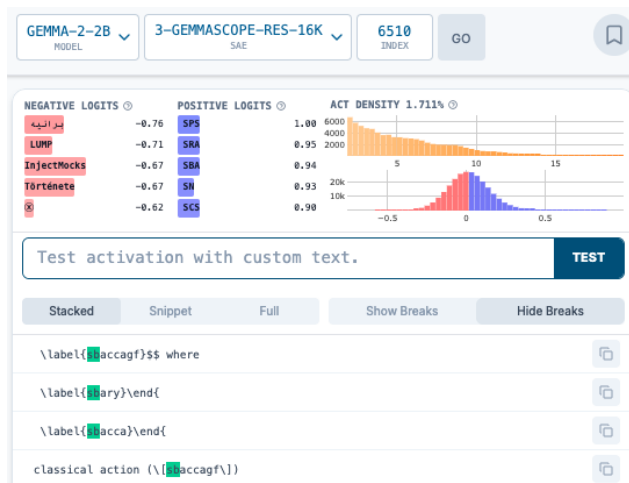 GEMMA-2-2B
MODEL
3-GEMMASCOPE-RES-16K
SAE
6510
INDEX
GO
NEGATIVE LOGITS
برانيه -0.76
LUMP -0.71
InjectMocks -0.67
Története -0.67
ⓧ -0.62
POSITIVE LOGITS
SPS 1.00
SRA 0.95
SBA 0.94
SN 0.93
SCS 0.90
ACT DENSITY 1.711%
6000
4000
2000
5 10 15
20k
10k
-0.5 0 0.5
Test activation with custom text.
TEST
Stacked Snippet Full Show Breaks Hide Breaks
\label{sbaccagf}$$ where
\label{sbary}\end{
\label{sbacca}\end{
classical action (\[sbaccagf\])